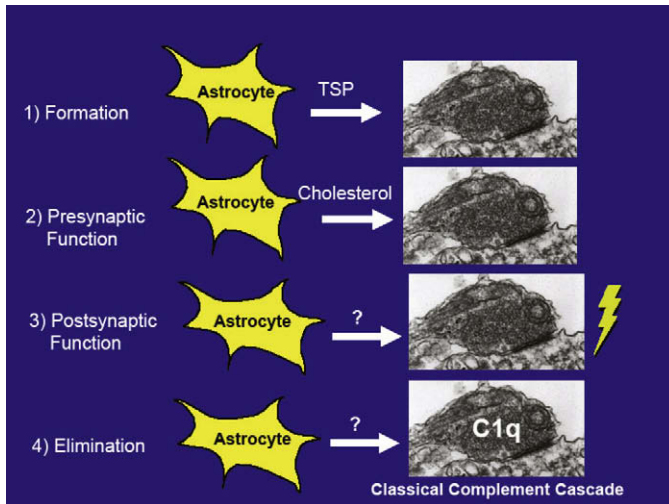 1) Formation
Astrocyte
TSP
2) Presynaptic
Function
Astrocyte
Cholesterol
3) Postsynaptic
Function
Astrocyte
?
4) Elimination
Astrocyte
?
C1q
Classical Complement Cascade